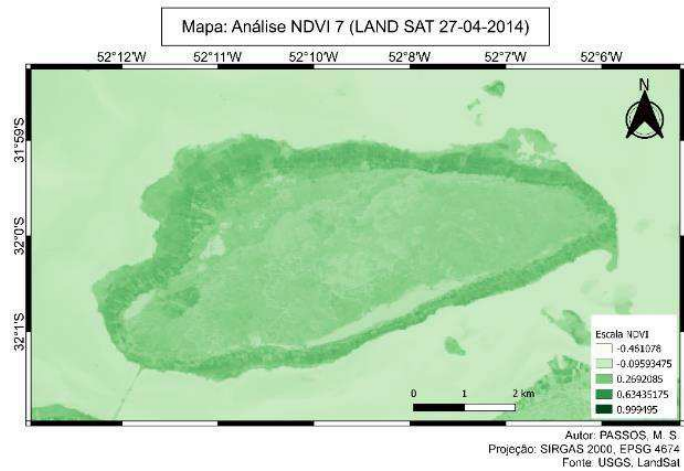 Mapa: Análise NDVI 7 (LAND SAT 27-04-2014)
52°12'W 52°11'W 52°10'W 52°8'W 52°7'W 52°6'W
N
31°59'S
32°0'S
32°1'S
Escala NDVI
-0.461078
-0.09593475
0.2692085
0.63435175
0.999495
0 1 2 km
Autor: PASSOS, M. S.
Projeção: SIRGAS 2000, EPSG 4674
Fonte: USGS, LandSat